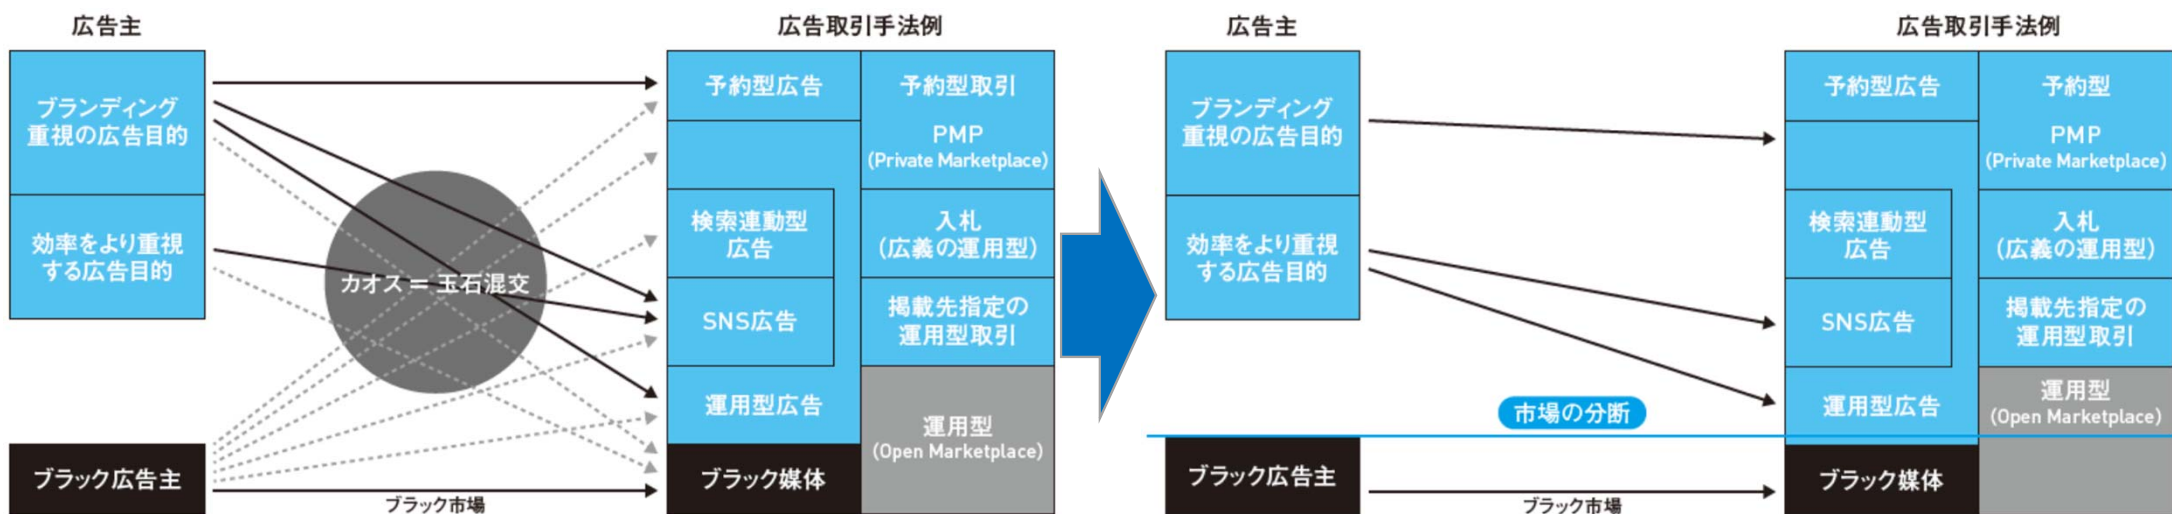 広告主
ブランディング
重視の広告目的
効率をより重視
する広告目的
ブラック広告主
カオス＝玉石混交
ブラック市場
広告取引手法例
予約型広告
検索連動型
広告
SNS広告
運用型広告
ブラック媒体
予約型取引
PMP
(Private Marketplace)
入札
(広義の運用型)
掲載先指定の
運用型取引
運用型
(Open Marketplace)
広告主
ブランディング
重視の広告目的
効率をより重視
する広告目的
ブラック広告主
市場の分断
ブラック市場
広告取引手法例
予約型広告
検索連動型
広告
SNS広告
運用型広告
ブラック媒体
予約型
PMP
(Private Marketplace)
入札
(広義の運用型)
掲載先指定の
運用型取引
運用型
(Open Marketplace)